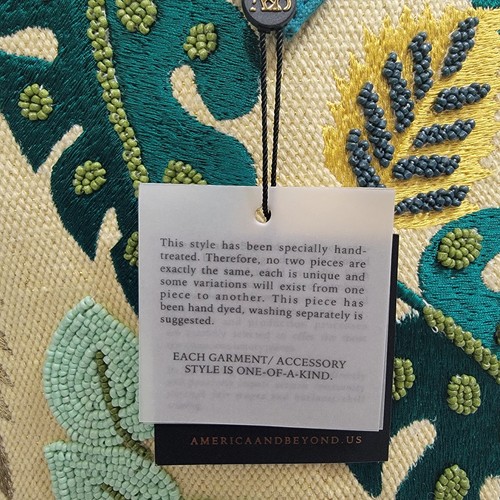 This style has been specially hand-
treated. Therefore, no two pieces are
exactly the same, each is unique and
some variations will exist from one
piece to another. This piece has
been hand dyed, washing separately is
suggested.
EACH GARMENT/ ACCESSORY
STYLE IS ONE-OF-A-KIND.
AMERICAANDBEYOND.US